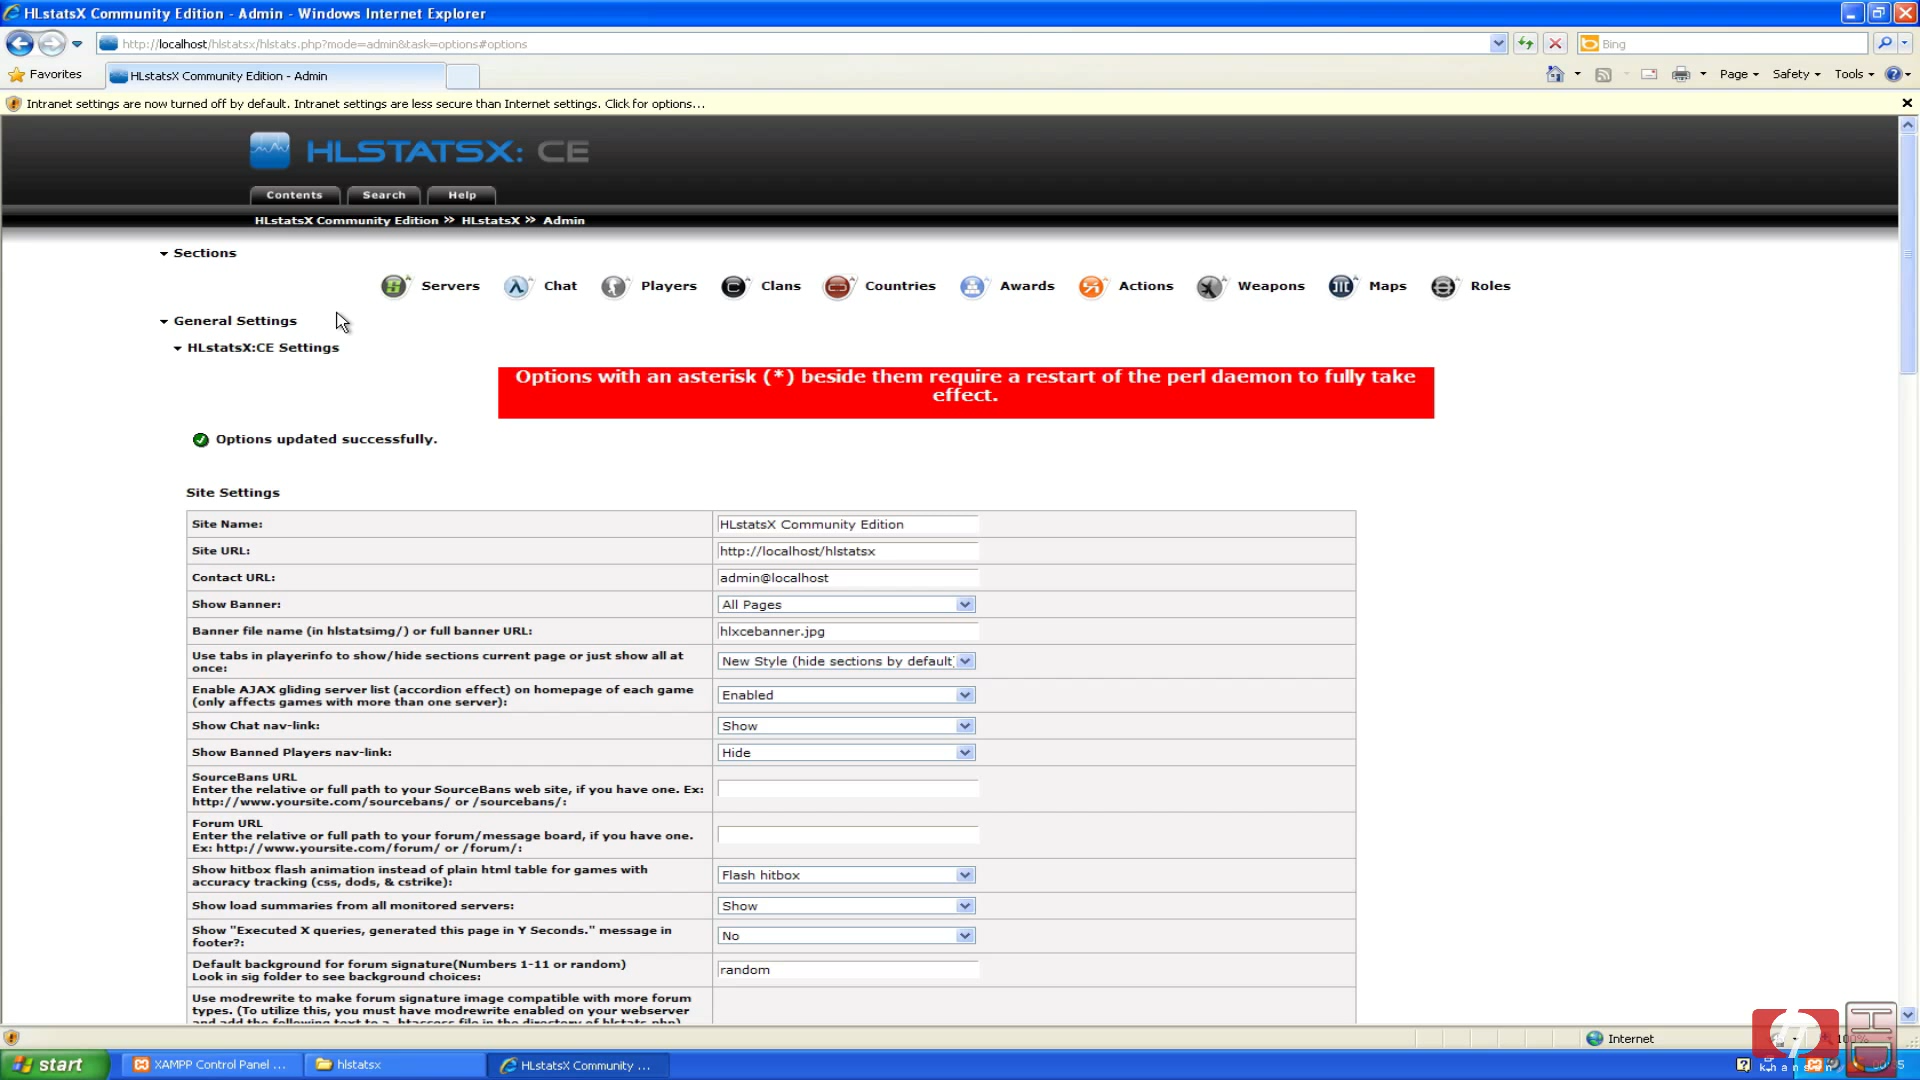 HLstatsX Community Edition - Admin - Windows Internet Explorer
http://localhost/hlstatsx/hlstats.php?mode=admin&task=options#options
Bing
Favorites
HLstatsX Community Edition - Admin
Page
Safety
Tools
Intranet settings are now turned off by default. Intranet settings are less secure than Internet settings. Click for options...
HLSTATSX: CE
Contents
Search
Help
HLstatsX Community Edition » HLstatsX » Admin
Sections
Servers
Chat
Players
Clans
Countries
Awards
Actions
Weapons
Maps
Roles
General Settings
HLstatsX:CE Settings
Options with an asterisk (*) beside them require a restart of the perl daemon to fully take
effect.
Options updated successfully.
Site Settings
Site Name:
HLstatsX Community Edition
Site URL:
http://localhost/hlstatsx
Contact URL:
admin@localhost
Show Banner:
All Pages
Banner file name (in hlstatsimg/) or full banner URL:
hlxcebanner.jpg
Use tabs in playerinfo to show/hide sections current page or just show all at
once:
New Style (hide sections by default)
Enable AJAX gliding server list (accordion effect) on homepage of each game
(only affects games with more than one server):
Enabled
Show Chat nav-link:
Show
Show Banned Players nav-link:
Hide
SourceBans URL
Enter the relative or full path to your SourceBans web site, if you have one. Ex:
http://www.yoursite.com/sourcebans/ or /sourcebans/:
Forum URL
Enter the relative or full path to your forum/message board, if you have one.
Ex: http://www.yoursite.com/forum/ or /forum/:
Show hitbox flash animation instead of plain html table for games with
accuracy tracking (css, dods, & cstrike):
Flash hitbox
Show load summaries from all monitored servers:
Show
Show "Executed X queries, generated this page in Y Seconds." message in
footer?:
No
Default background for forum signature(Numbers 1-11 or random)
Look in sig folder to see background choices:
random
Use modrewrite to make forum signature image compatible with more forum
types. (To utilize this, you must have modrewrite enabled on your webserver
and add the following text to a .htaccess file in the directory of hlstats.php)
Internet
100%
start
XAMPP Control Panel ...
hlstatsx
HLstatsX Community ...
HD